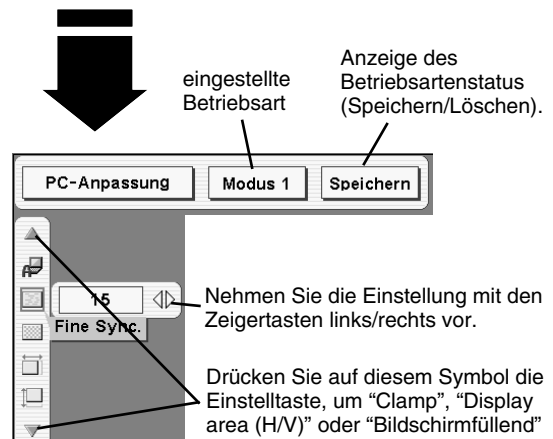 eingestellte
Betriebsart
Anzeige des
Betriebsartenstatus
(Speichern/Löschen).
PC-Anpassung
Modus 1
Speichern
15
Fine Sync.
Nehmen Sie die Einstellung mit den
Zeigertasten links/rechts vor.
Drücken Sie auf diesem Symbol die
Einstelltaste, um “Clamp”, “Display
area (H/V)” oder “Bildschirmfüllend”